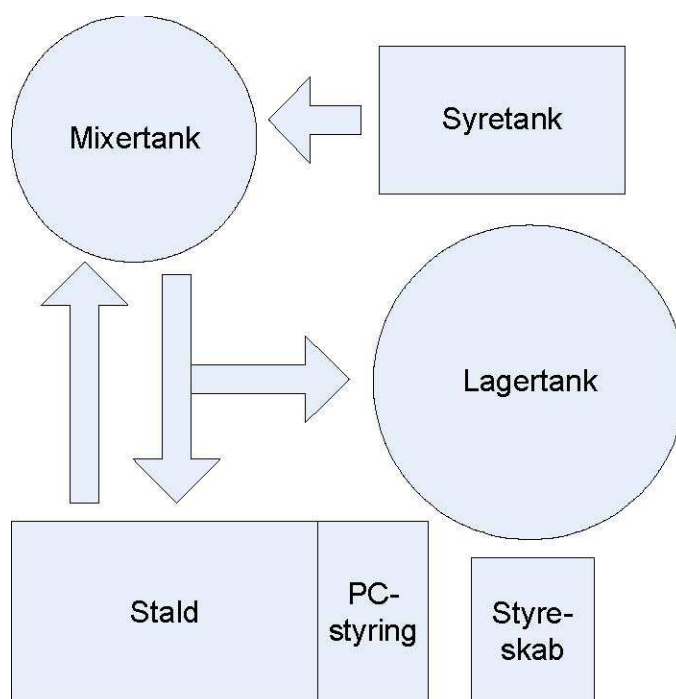 Mixertank
Syretank
Lagertank
Stald
PC-
styring
Styre-
skab